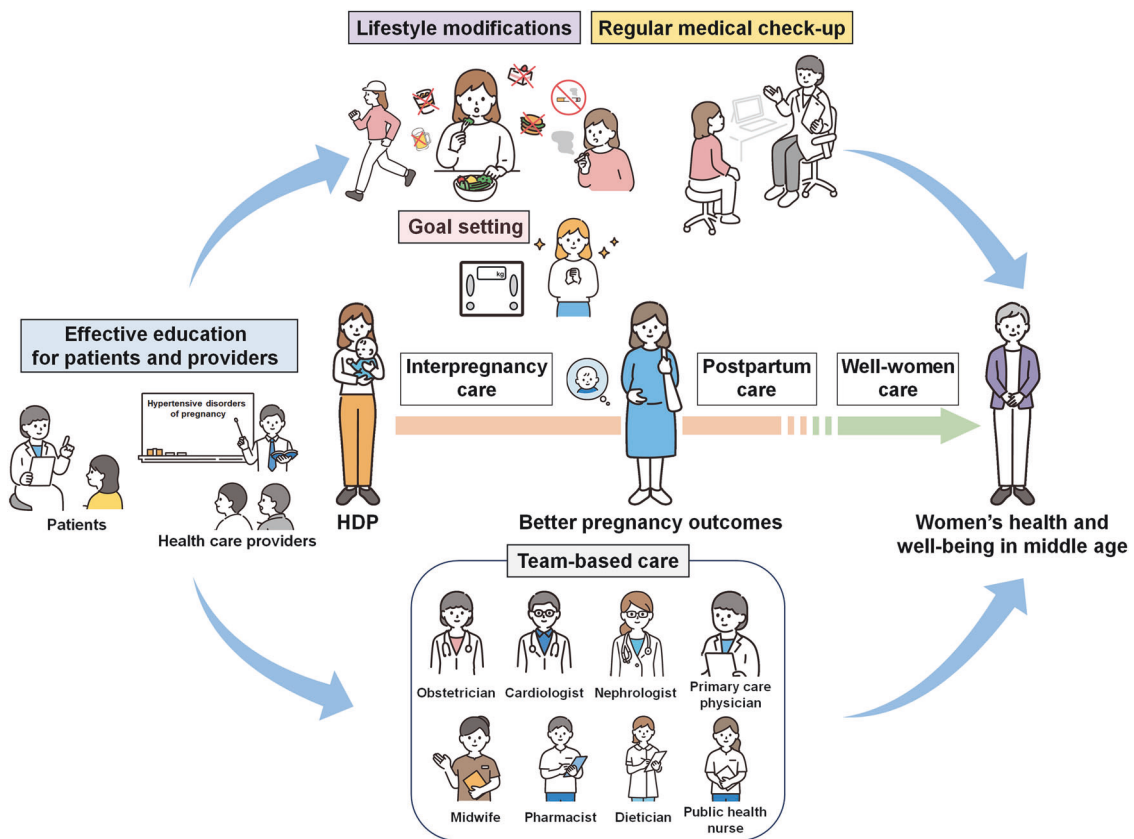 Lifestyle modifications
Regular medical check-up
Goal setting
kg
Effective education
for patients and providers
Hypertensive disorders
of pregnancy
Patients
Health care providers
HDP
Interpregnancy
care
Postpartum
care
Well-women
care
Better pregnancy outcomes
Women's health and
well-being in middle age
Team-based care
Obstetrician
Cardiologist
Nephrologist
Primary care
physician
Midwife
Pharmacist
Dietician
Public health
nurse